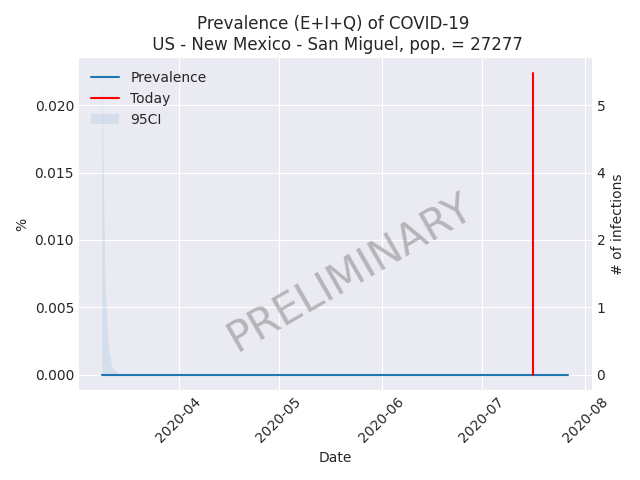 Prevalence (E+I+Q) of COVID-19
US - New Mexico - San Miguel, pop. = 27277
Prevalence
Today
95CI
0.020
0.015
0.010
0.005
0.000
%
5
4
2
1
0
# of infections
PRELIMINARY
2020-04
2020-05
2020-06
2020-07
2020-08
Date